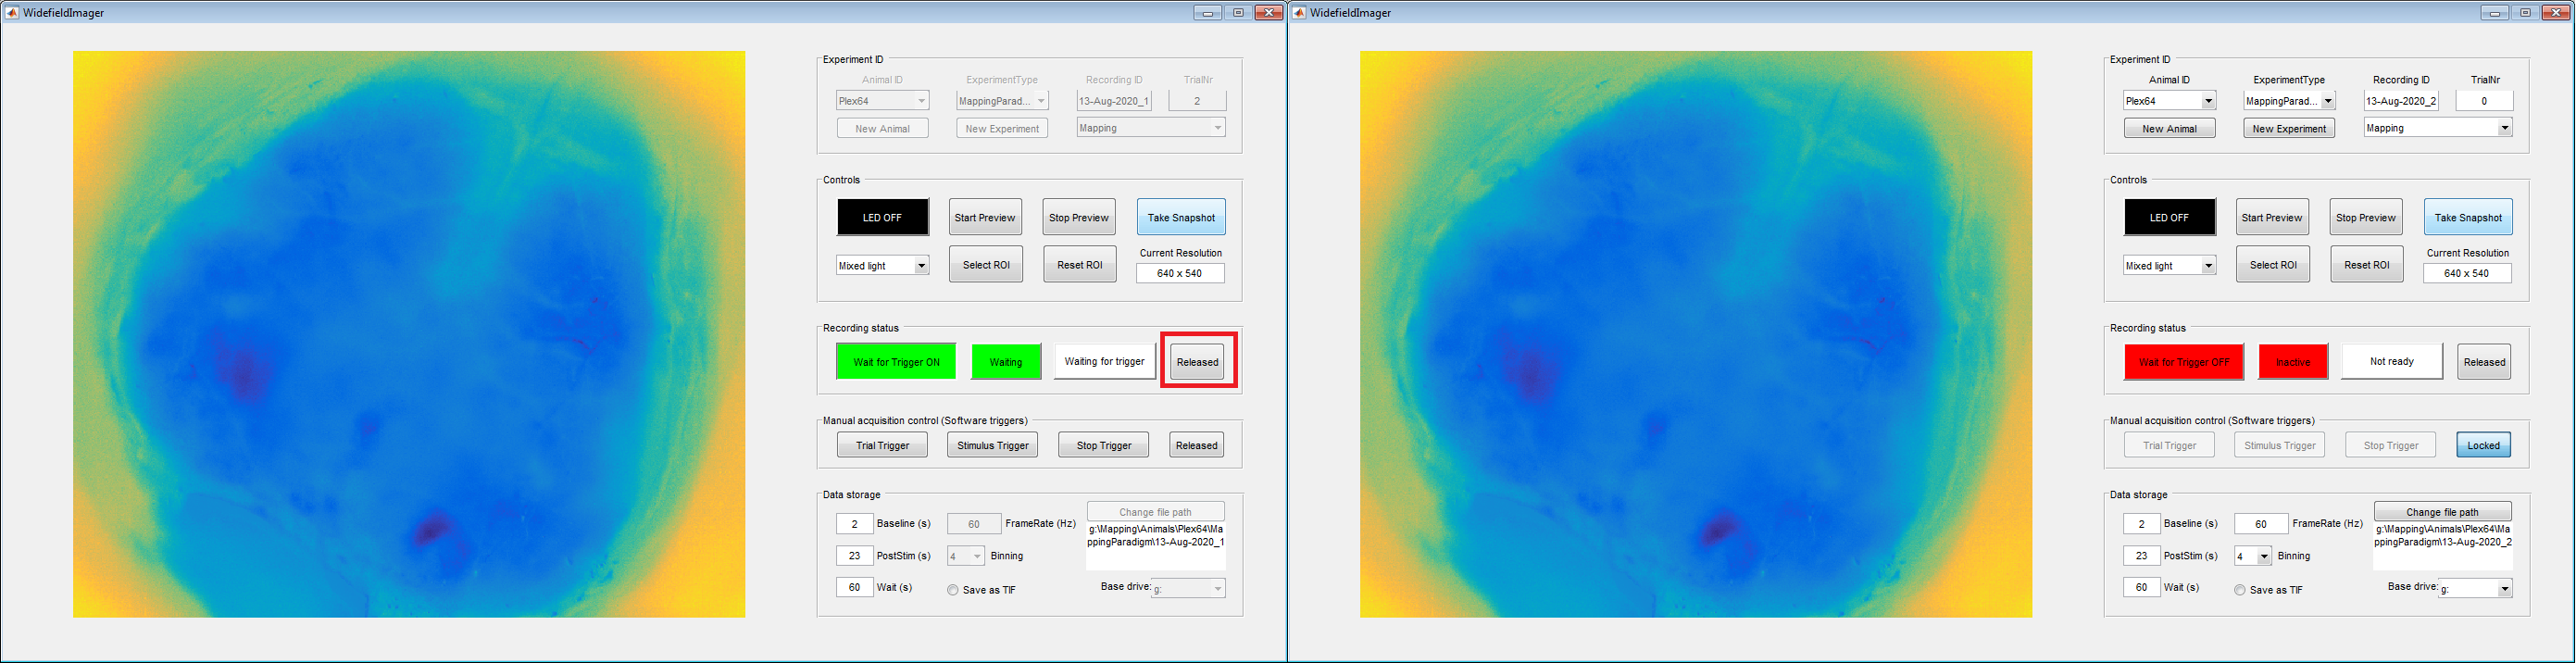 WidefieldImager
Experiment ID
Animal ID ExperimentType Recording ID TrialNr
Plex64 MappingParad... 13-Aug-2020_1 2
New Animal New Experiment Mapping
Controls
LED OFF Start Preview Stop Preview Take Snapshot
Current Resolution
Mixed light Select ROI Reset ROI 640 x 540
Recording status
Wait for Trigger ON Waiting Waiting for trigger Released
Manual acquisition control (Software triggers)
Trial Trigger Stimulus Trigger Stop Trigger Released
Data storage
Change file path
2 Baseline (s) 60 FrameRate (Hz) g:\Mapping\Animals\Plex64\Ma
ppingParadigm\13-Aug-2020_1
23 PostStim (s) 4 Binning
60 Wait (s) Save as TIF Base drive: g:
WidefieldImager
Experiment ID
Animal ID ExperimentType Recording ID TrialNr
Plex64 MappingParad... 13-Aug-2020_2 0
New Animal New Experiment Mapping
Controls
LED OFF Start Preview Stop Preview Take Snapshot
Current Resolution
Mixed light Select ROI Reset ROI 640 x 540
Recording status
Wait for Trigger OFF Inactive Not ready Released
Manual acquisition control (Software triggers)
Trial Trigger Stimulus Trigger Stop Trigger Locked
Data storage
Change file path
2 Baseline (s) 60 FrameRate (Hz) g:\Mapping\Animals\Plex64\Ma
ppingParadigm\13-Aug-2020_2
23 PostStim (s) 4 Binning
60 Wait (s) Save as TIF Base drive: g: